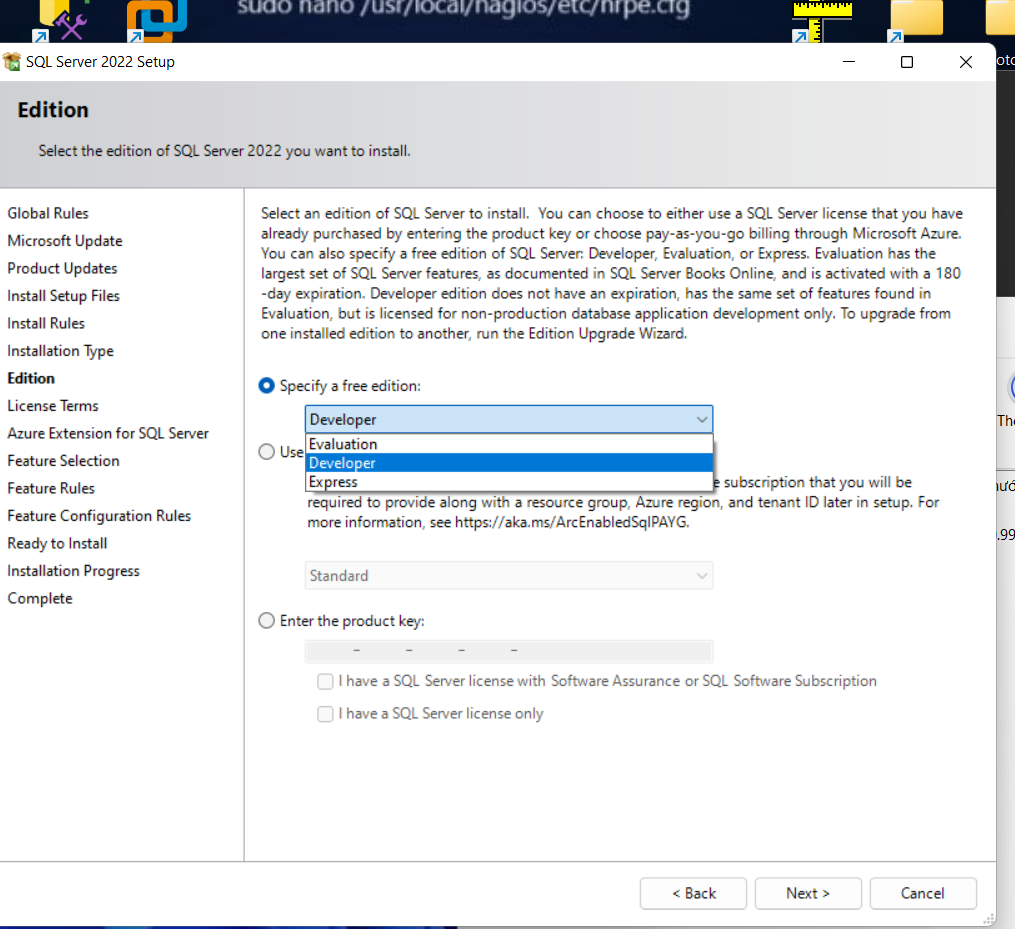 sudo nano /usr/local/nagios/etc/nrpe.cfg
SQL Server 2022 Setup
Edition
Select the edition of SQL Server 2022 you want to install.
Global Rules
Microsoft Update
Product Updates
Install Setup Files
Install Rules
Installation Type
Edition
License Terms
Azure Extension for SQL Server
Feature Selection
Feature Rules
Feature Configuration Rules
Ready to Install
Installation Progress
Complete
Select an edition of SQL Server to install.  You can choose to either use a SQL Server license that you have
already purchased by entering the product key or choose pay-as-you-go billing through Microsoft Azure.
You can also specify a free edition of SQL Server: Developer, Evaluation, or Express. Evaluation has the
largest set of SQL Server features, as documented in SQL Server Books Online, and is activated with a 180
-day expiration. Developer edition does not have an expiration, has the same set of features found in
Evaluation, but is licensed for non-production database application development only. To upgrade from
one installed edition to another, run the Edition Upgrade Wizard.
Specify a free edition:
Developer
Evaluation
Use
Developer
Express
e subscription that you will be
required to provide along with a resource group, Azure region, and tenant ID later in setup. For
more information, see https://aka.ms/ArcEnabledSqlPAYG.
Standard
Enter the product key:
- - - -
I have a SQL Server license with Software Assurance or SQL Software Subscription
I have a SQL Server license only
< Back
Next >
Cancel
oto
The
.99